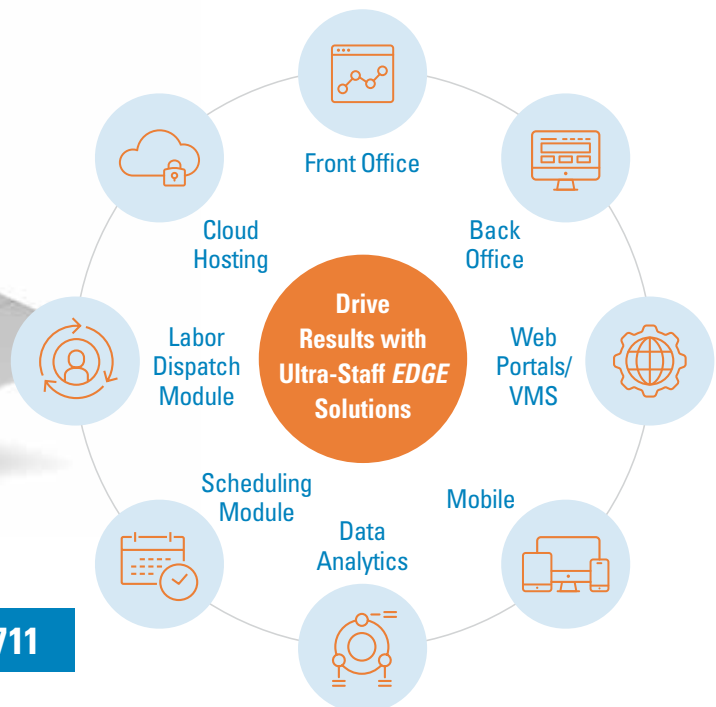 Front Office
Cloud
Hosting
Back
Office
Drive
Results with
Ultra-Staff EDGE
Solutions
Labor
Dispatch
Module
Web
Portals/
VMS
Scheduling
Module
Mobile
Data
Analytics
711